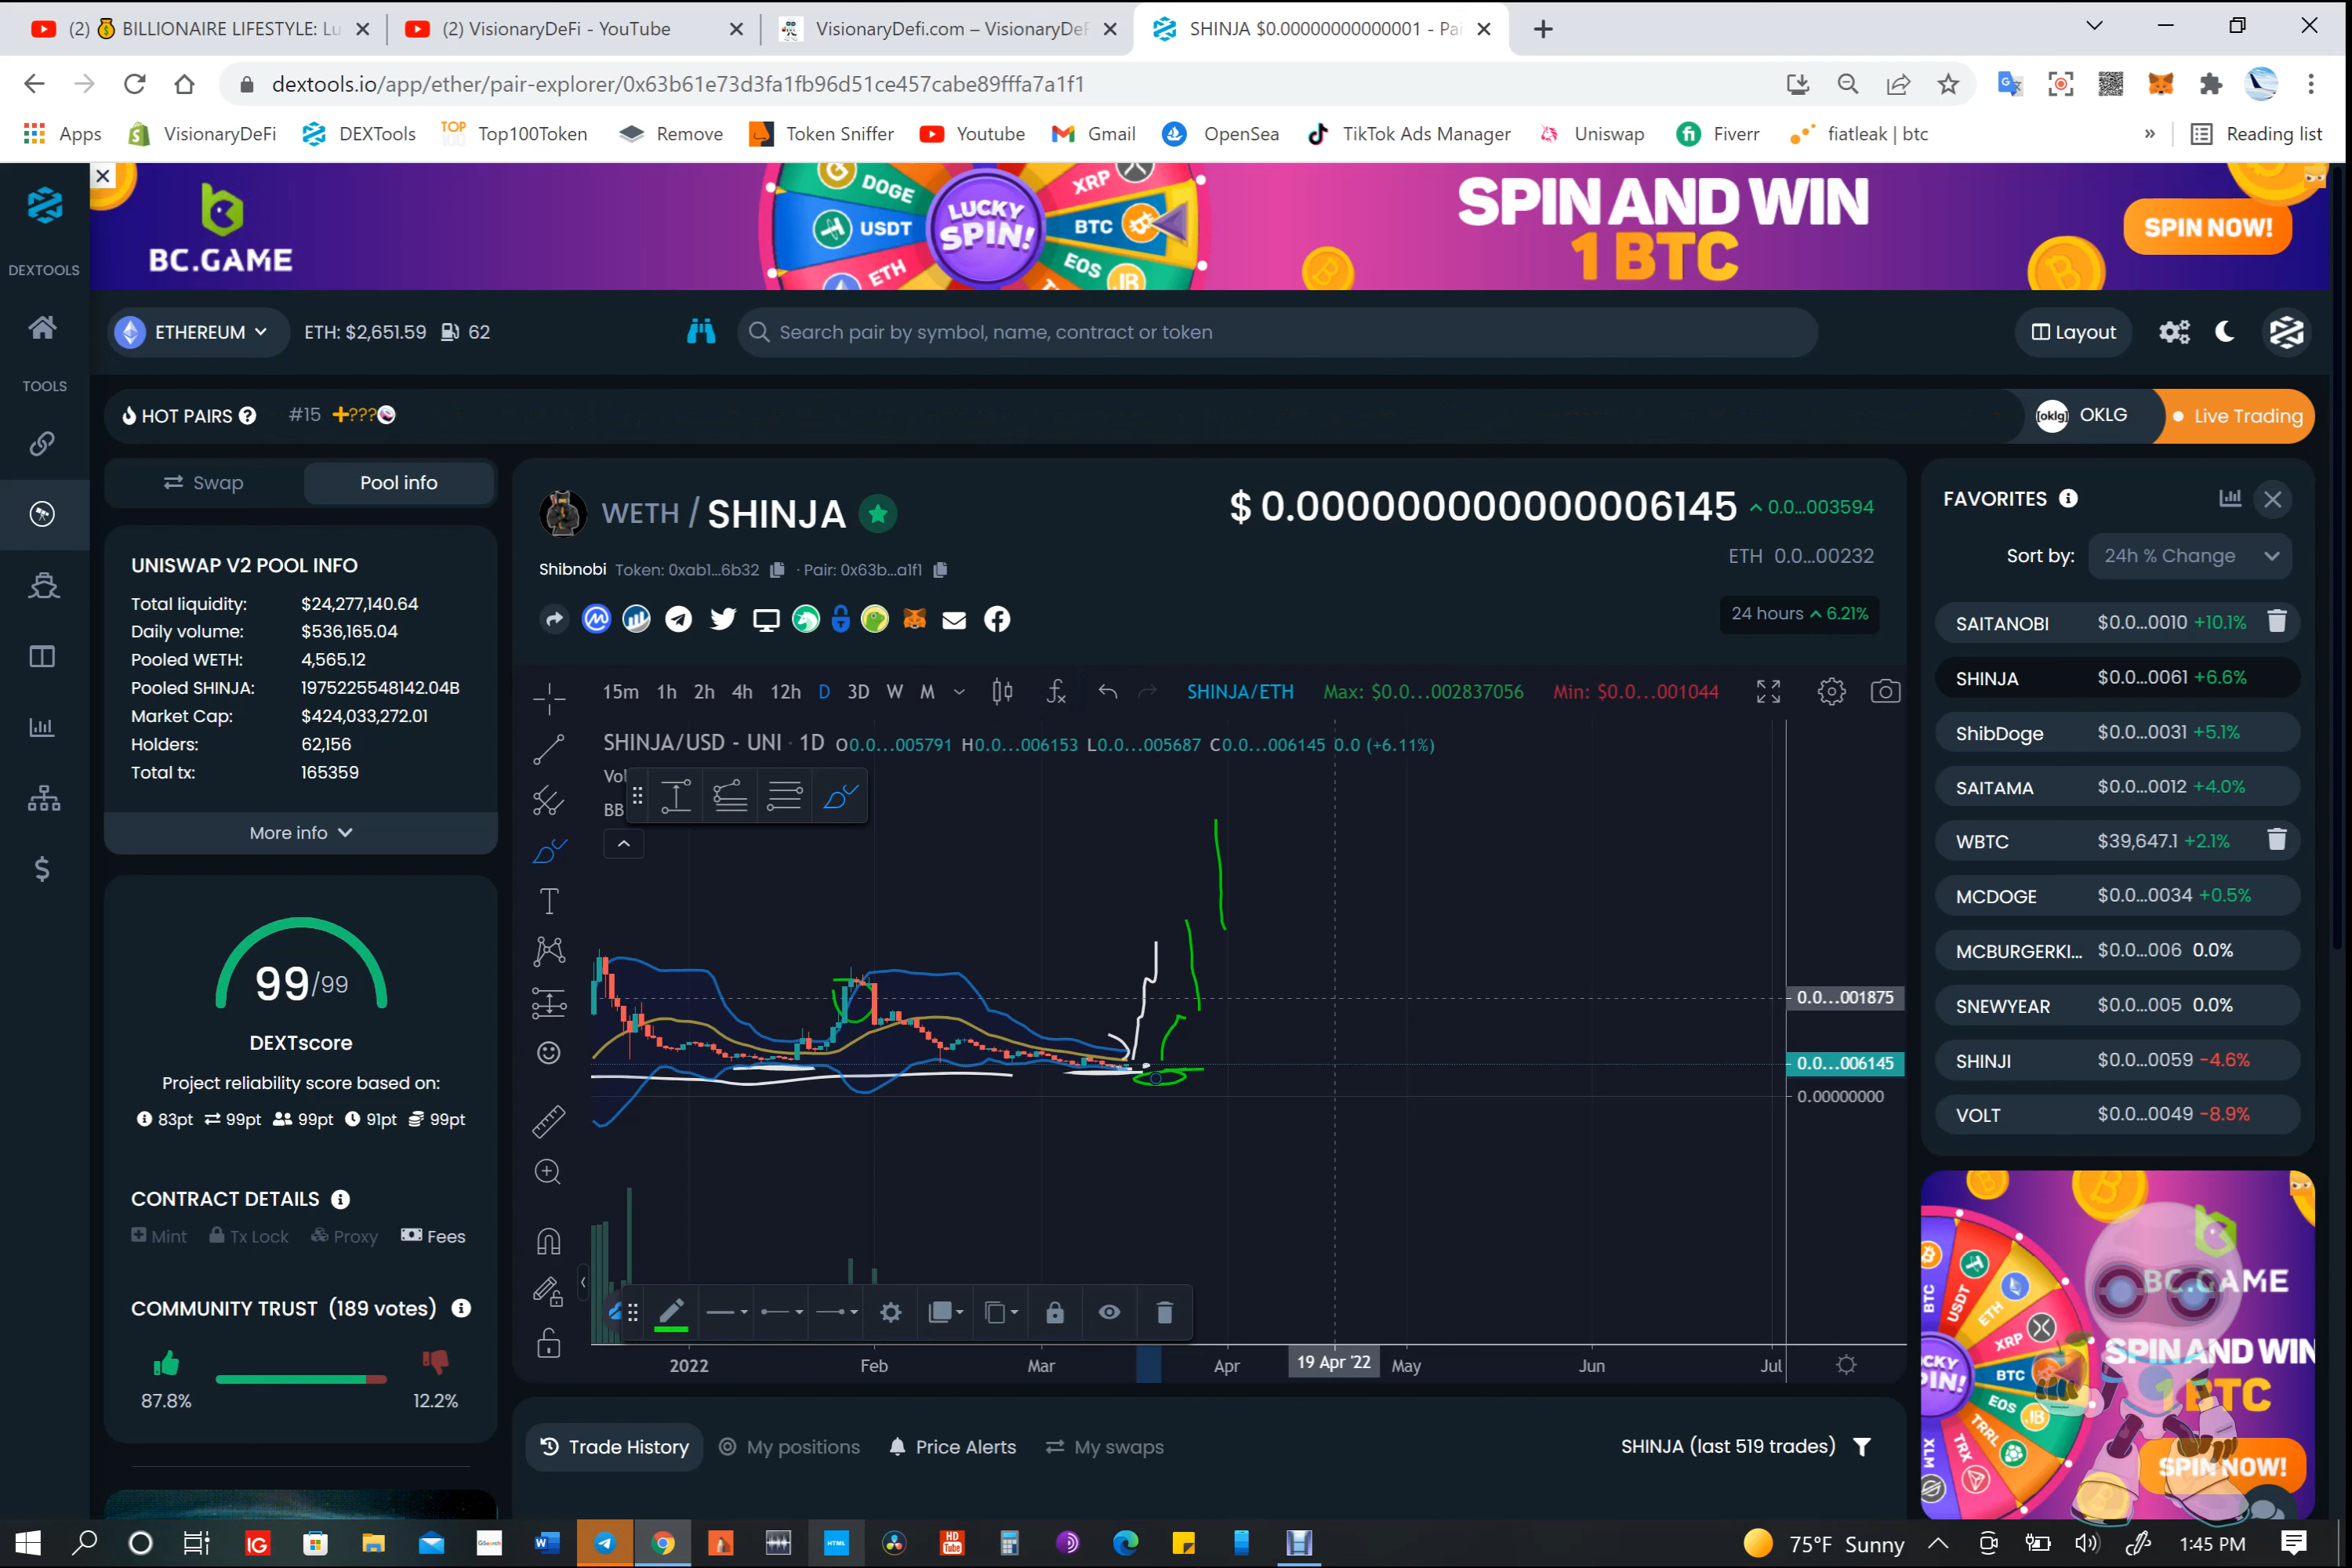 (2) 💰 BILLIONAIRE LIFESTYLE: Lu
(2) VisionaryDeFi - YouTube
VisionaryDefi.com – VisionaryDeF
SHINJA $0.00000000000001 - Pai
dextools.io/app/ether/pair-explorer/0x63b61e73d3fa1fb96d51ce457cabe89fffa7a1f1
Apps VisionaryDeFi DEXTools TOP 100 Top100Token Remove Token Sniffer Youtube Gmail OpenSea TikTok Ads Manager Uniswap Fiverr fiatleak | btc » Reading list
BC.GAME
DOGE
USDT
ETH
LUCKY SPIN!
XRP
BTC
EOS
SPIN AND WIN
1 BTC
SPIN NOW!
DEXTOOLS
TOOLS
ETHEREUM ETH: $2,651.59 62
Search pair by symbol, name, contract or token
Layout
HOT PAIRS #15 +???
OKLG
Live Trading
Swap Pool info
UNISWAP V2 POOL INFO
Total liquidity: $24,277,140.64
Daily volume: $536,165.04
Pooled WETH: 4,565.12
Pooled SHINJA: 1975225548142.04B
Market Cap: $424,033,272.01
Holders: 62,156
Total tx: 165359
More info
99/99
DEXTscore
Project reliability score based on:
83pt 99pt 99pt 91pt 99pt
CONTRACT DETAILS
Mint Tx Lock Proxy Fees
COMMUNITY TRUST (189 votes)
87.8% 12.2%
WETH / SHINJA
$ 0.000000000000006145 0.0...003594
ETH 0.0...00232
Shibnobi Token: 0xab1...6b32 · Pair: 0x63b...a1f1
24 hours 6.21%
15m 1h 2h 4h 12h D 3D W M
SHINJA/ETH Max: $0.0...002837056 Min: $0.0...001044
SHINJA/USD - UNI · 1D O0.0...005791 H0.0...006153 L0.0...005687 C0.0...006145 0.0 (+6.11%)
Vol
BB
0.0...001875
0.0...006145
0.00000000
2022 Feb Mar Apr 19 Apr '22 May Jun Jul
Trade History My positions Price Alerts My swaps
SHINJA (last 519 trades)
FAVORITES
Sort by: 24h % Change
SAITANOBI $0.0...0010 +10.1%
SHINJA $0.0...0061 +6.6%
ShibDoge $0.0...0031 +5.1%
SAITAMA $0.0...0012 +4.0%
WBTC $39,647.1 +2.1%
MCDOGE $0.0...0034 +0.5%
MCBURGERKI... $0.0...006 0.0%
SNEWYEAR $0.0...005 0.0%
SHINJI $0.0...0059 -4.6%
VOLT $0.0...0049 -8.9%
BC.GAME
SPIN AND WIN
1 BTC
SPIN NOW!
BTC
USDT
ETH
XRP
BTC
EOS
TRRL
TRX
XLM
75°F Sunny 1:45 PM